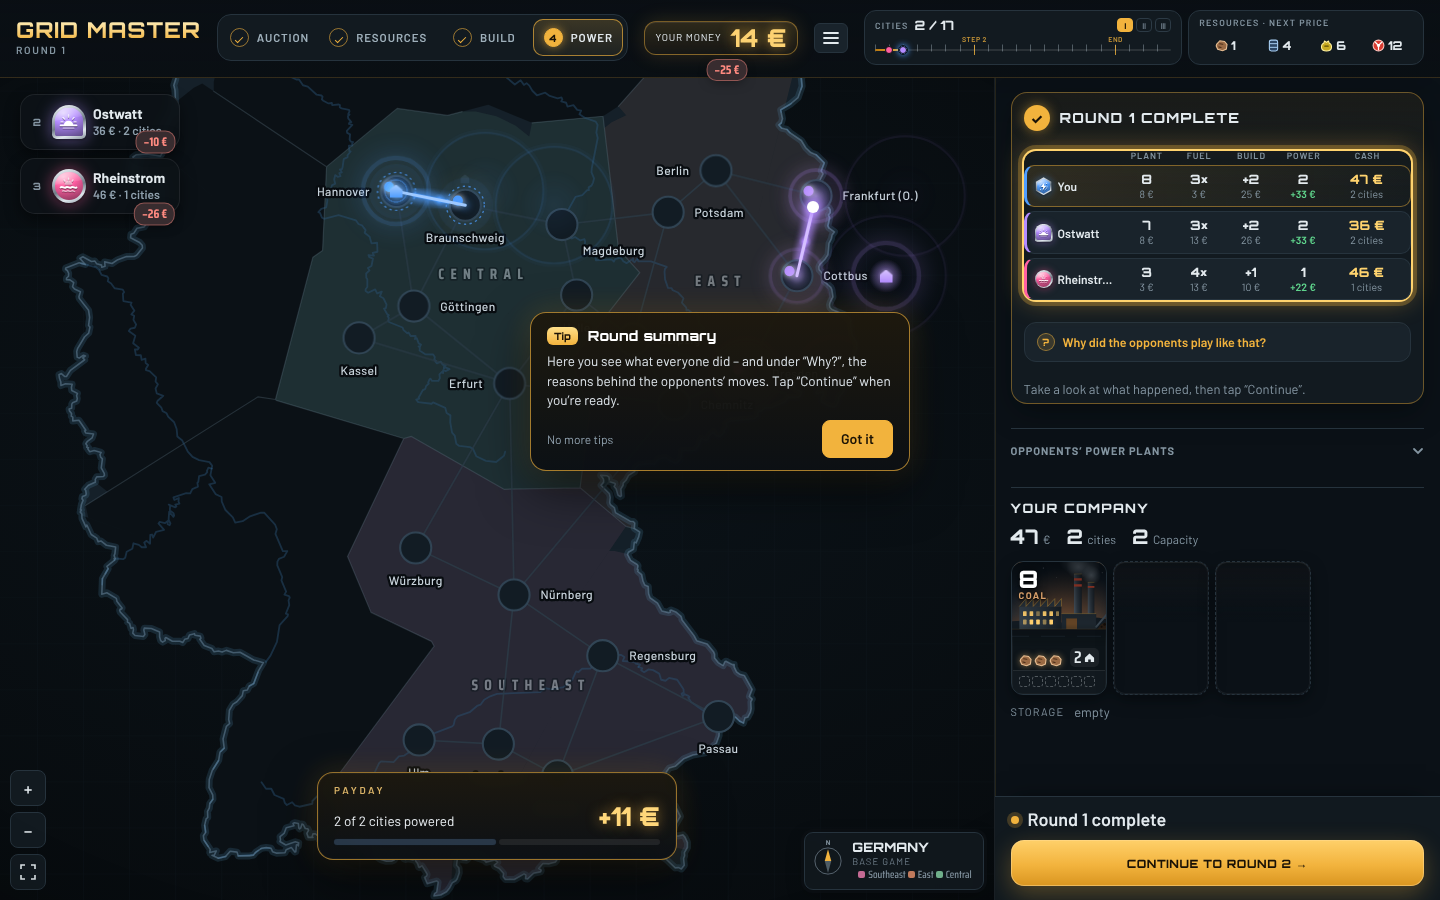 GRID MASTER
ROUND 1
AUCTION
RESOURCES
BUILD
4 POWER
YOUR MONEY 14 €
−25 €
CITIES 2 / 17
I II III
STEP 2
END
RESOURCES · NEXT PRICE
1 4 6 12
2 Ostwatt
36 € · 2 cities
−10 €
3 Rheinstrom
46 € · 1 cities
−26 €
Hannover
Braunschweig
Magdeburg
Berlin
Potsdam
Frankfurt (O.)
Cottbus
CENTRAL
EAST
Göttingen
Kassel
Erfurt
Würzburg
Nürnberg
Regensburg
SOUTHEAST
Passau
Tip Round summary
Here you see what everyone did – and under “Why?”, the
reasons behind the opponents’ moves. Tap “Continue” when
you’re ready.
No more tips
Got it
PAYDAY
2 of 2 cities powered
+11 €
+
−
N
GERMANY
BASE GAME
Southeast East Central
ROUND 1 COMPLETE
PLANT FUEL BUILD POWER CASH
You 8 3x +2 2 47 €
8 € 3 € 25 € +33 € 2 cities
Ostwatt 7 3x +2 2 36 €
8 € 13 € 26 € +33 € 2 cities
Rheinstr... 3 4x +1 1 46 €
3 € 13 € 10 € +22 € 1 cities
? Why did the opponents play like that?
Take a look at what happened, then tap “Continue”.
OPPONENTS’ POWER PLANTS
YOUR COMPANY
47 € 2 cities 2 Capacity
8
COAL
2
STORAGE empty
Round 1 complete
CONTINUE TO ROUND 2 →